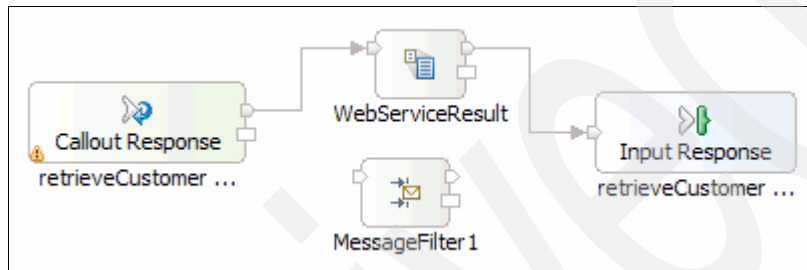 WebServiceResult
Callout Response
retrieveCustomer ...
Input Response
retrieveCustomer ...
MessageFilter1